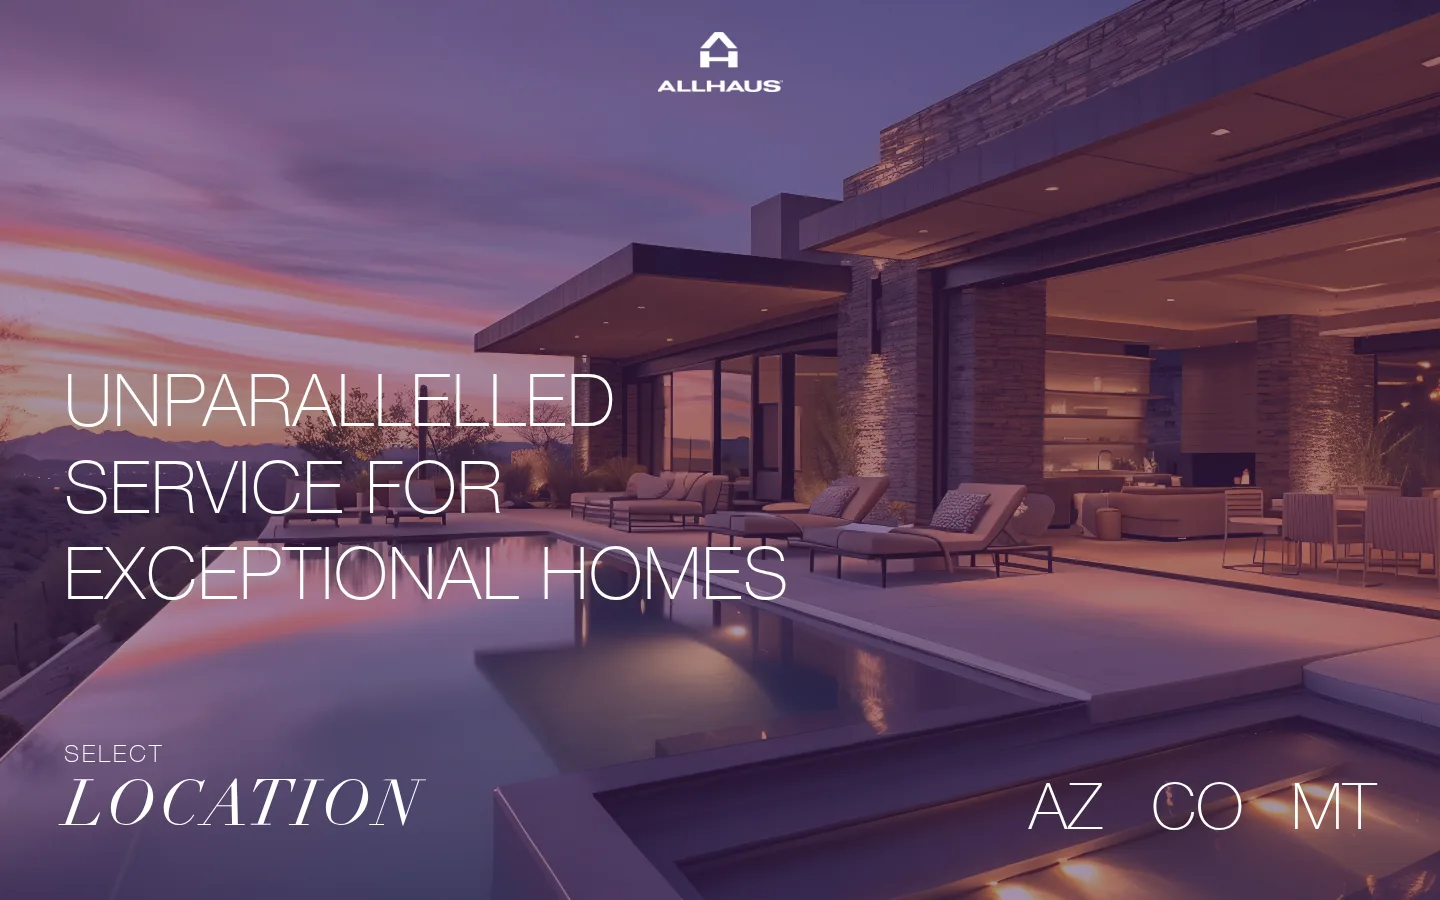 ALLHAUS
UNPARALLELLED
SERVICE FOR
EXCEPTIONAL HOMES
SELECT
LOCATION
AZ CO MT